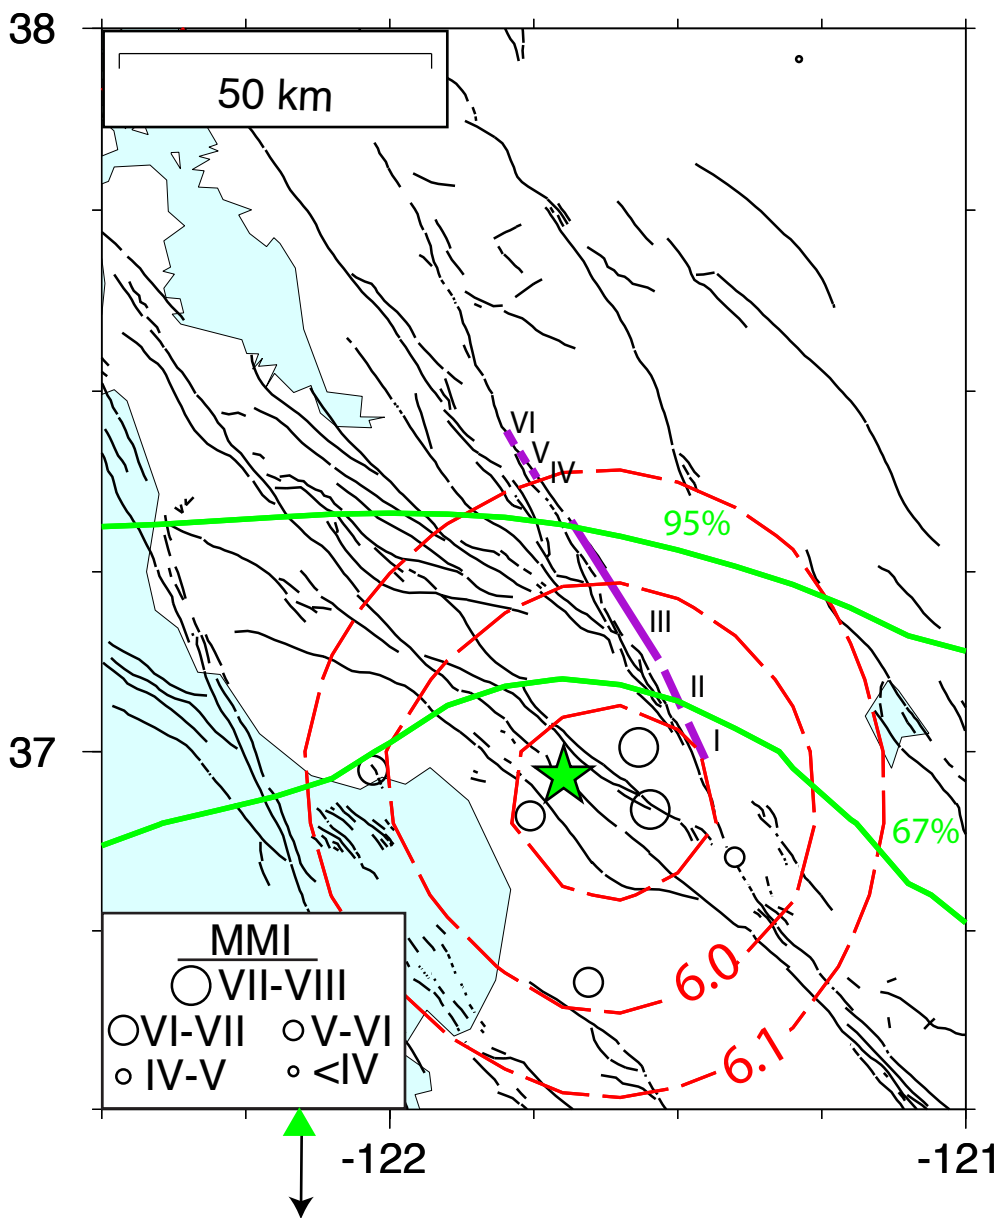 38
50 km
VI
V
IV
95%
III
II
I
37
67%
MMI
VII-VIII
VI-VII V-VI
IV-V <IV
6.0
6.1
-122 -121